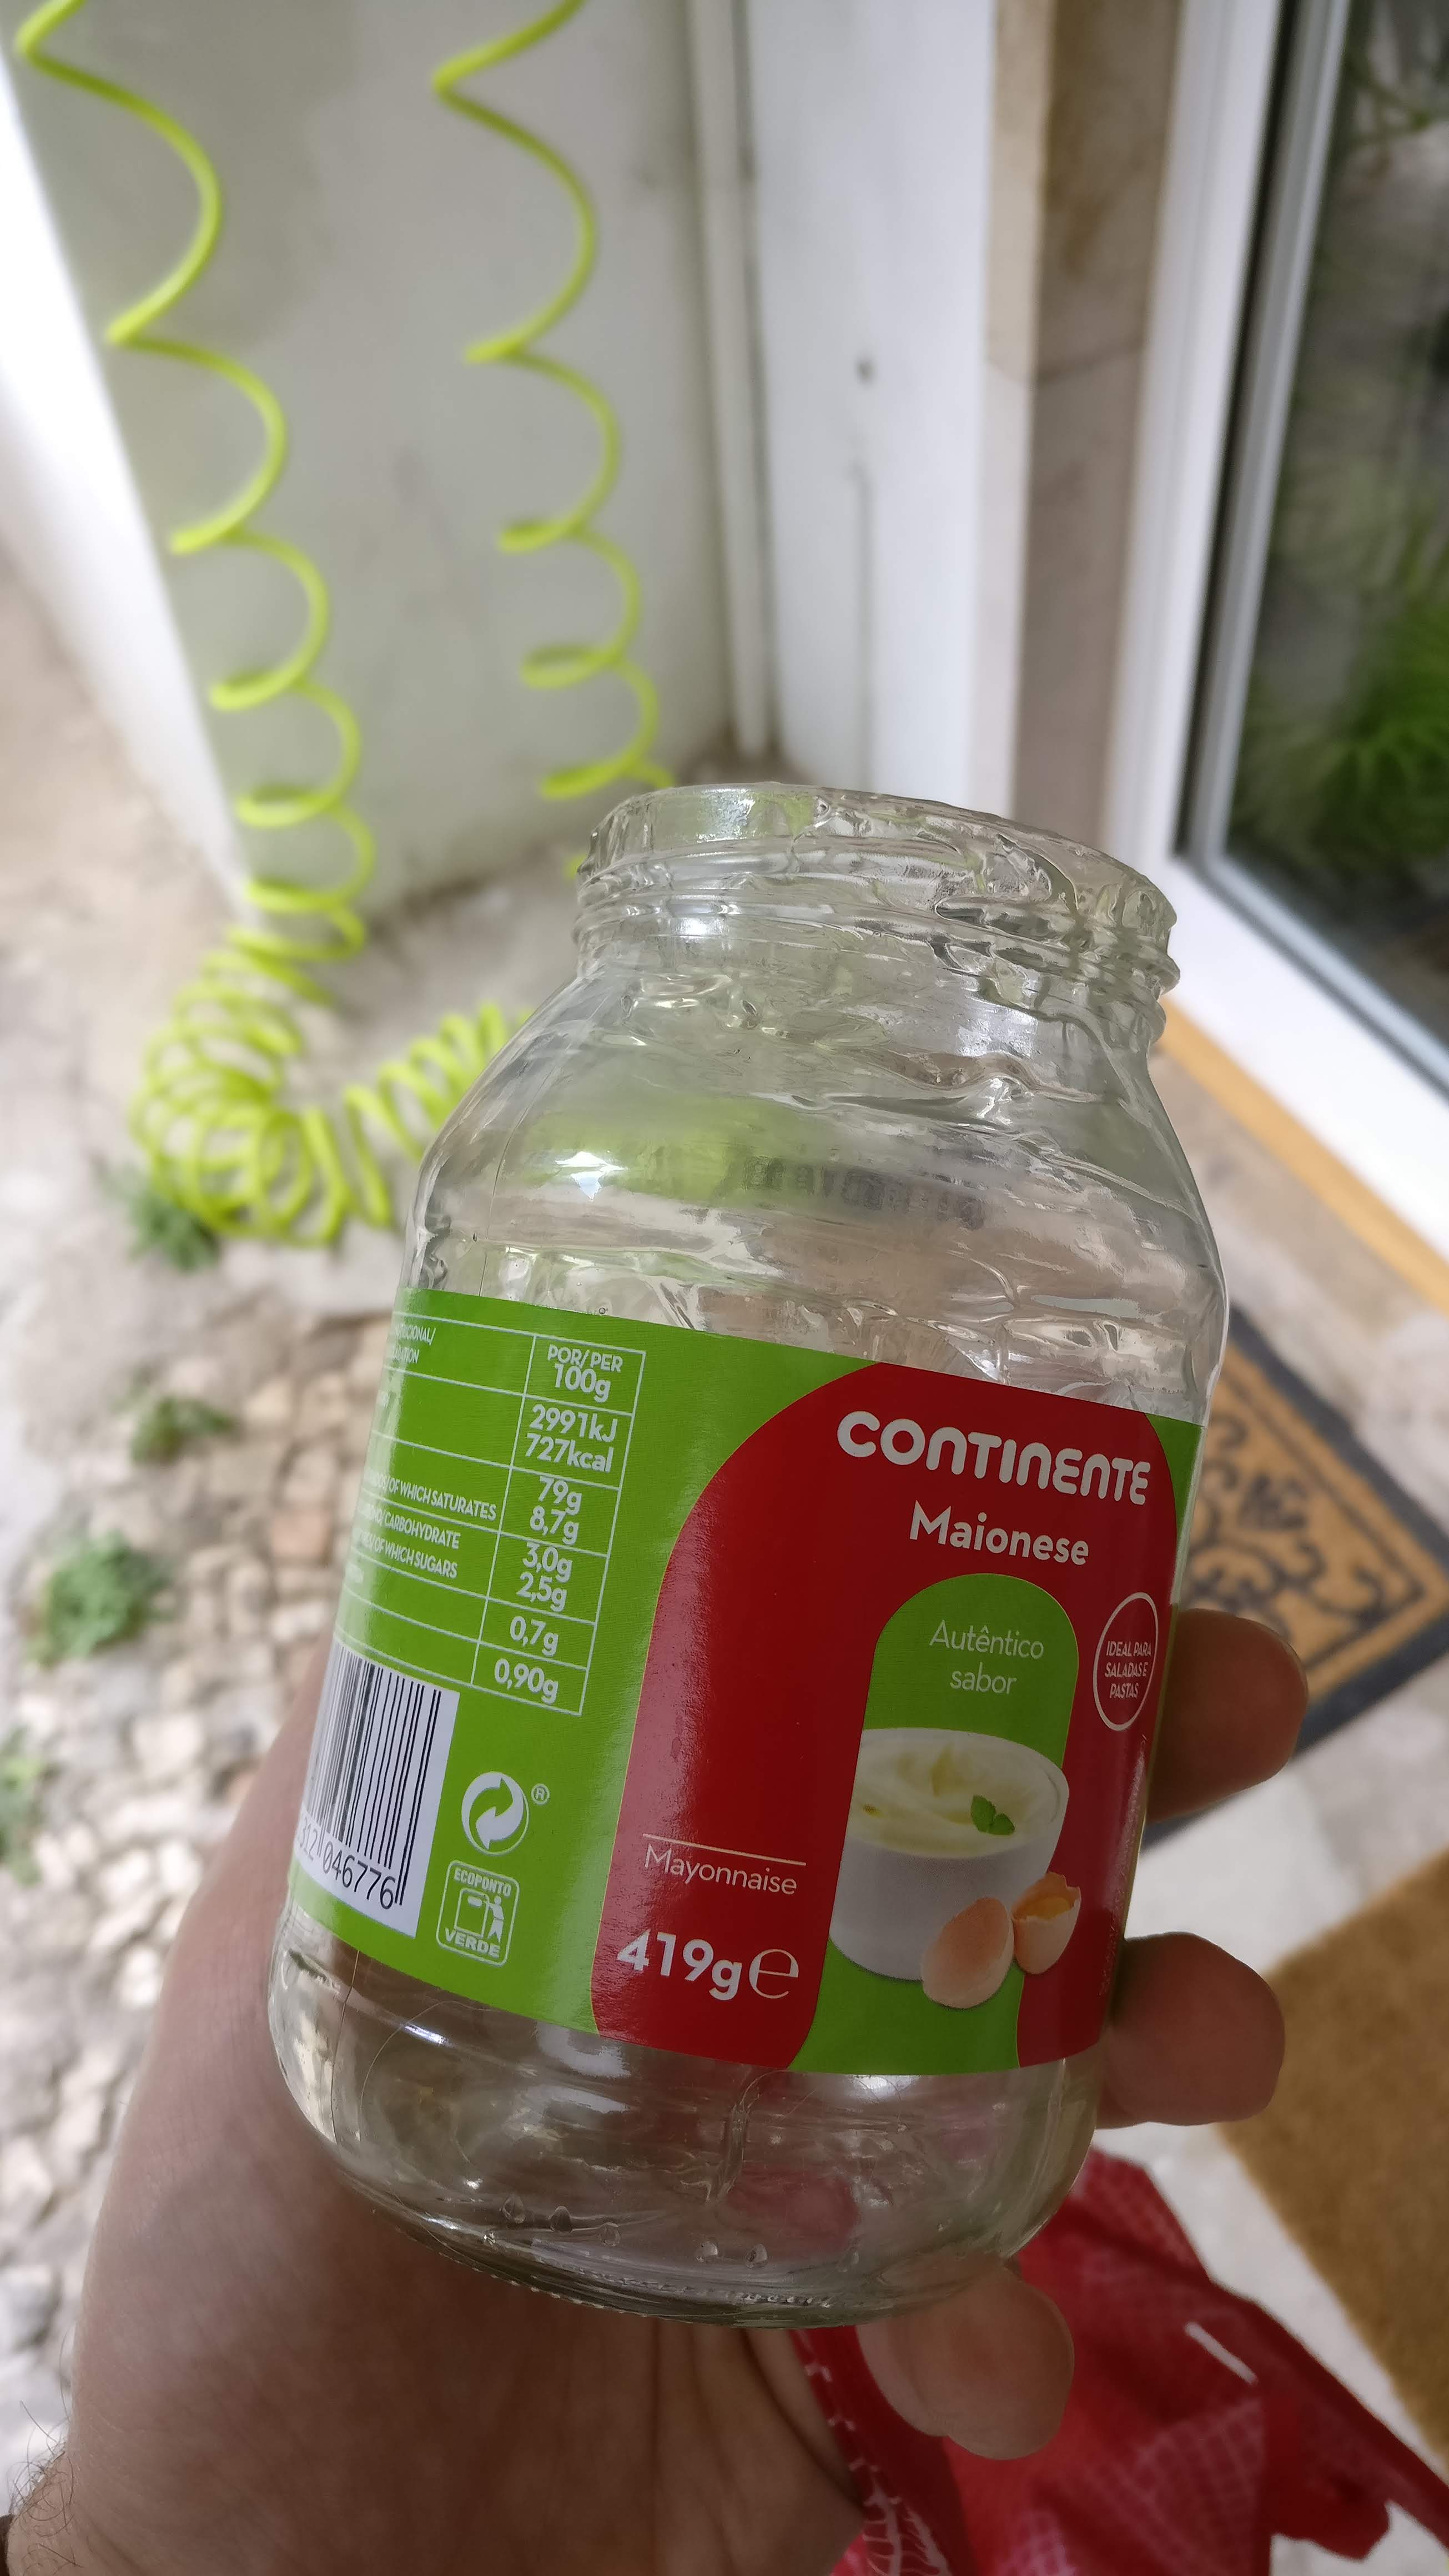 POR/PER
100g
2991kJ
727kcal
79g
OF WHICH SATURATES 8,7g
CARBOHYDRATE 3,0g
OF WHICH SUGARS 2,5g
0,7g
0,90g
046776
®
ECOPONTO
VERDE
CONTINENTE
Maionese
Autêntico
sabor
IDEAL PARA
SALADAS E
PASTAS
Mayonnaise
419g e